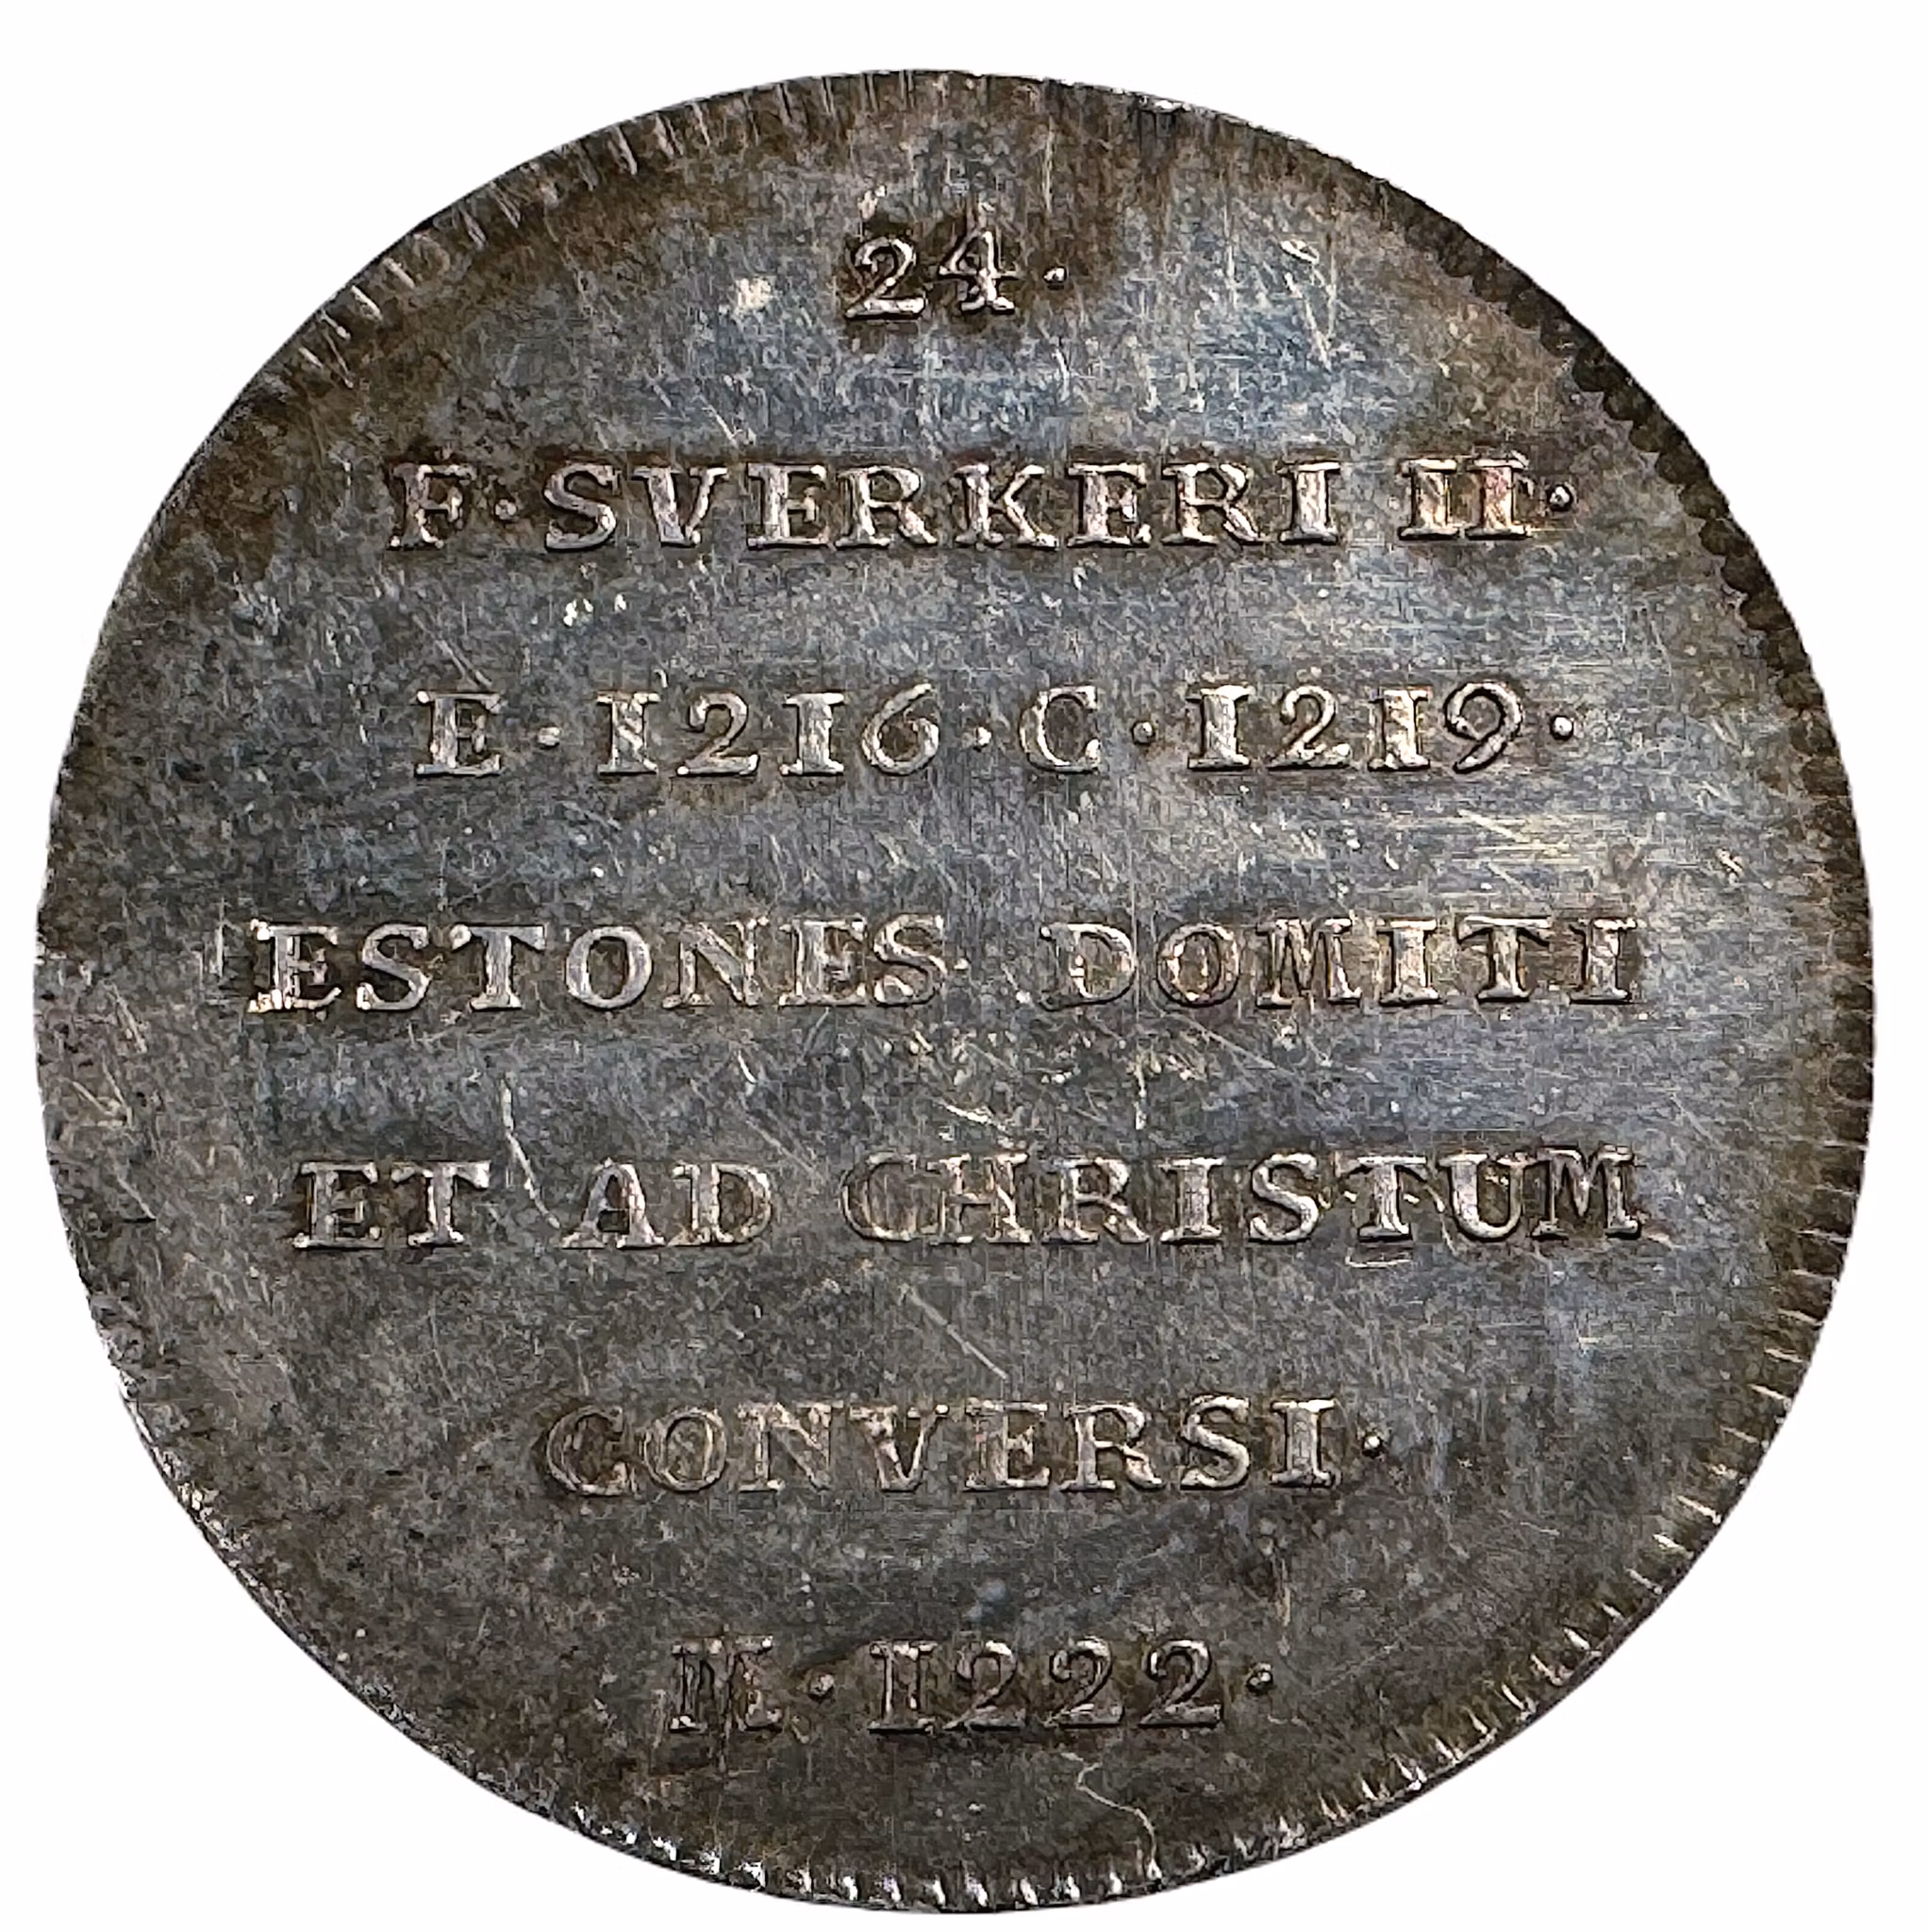 24.
F·SVERKERI II·
E·1216·C·1219·
ESTONES DOMITI
ET AD CHRISTUM
CONVERSI·
M·1222·